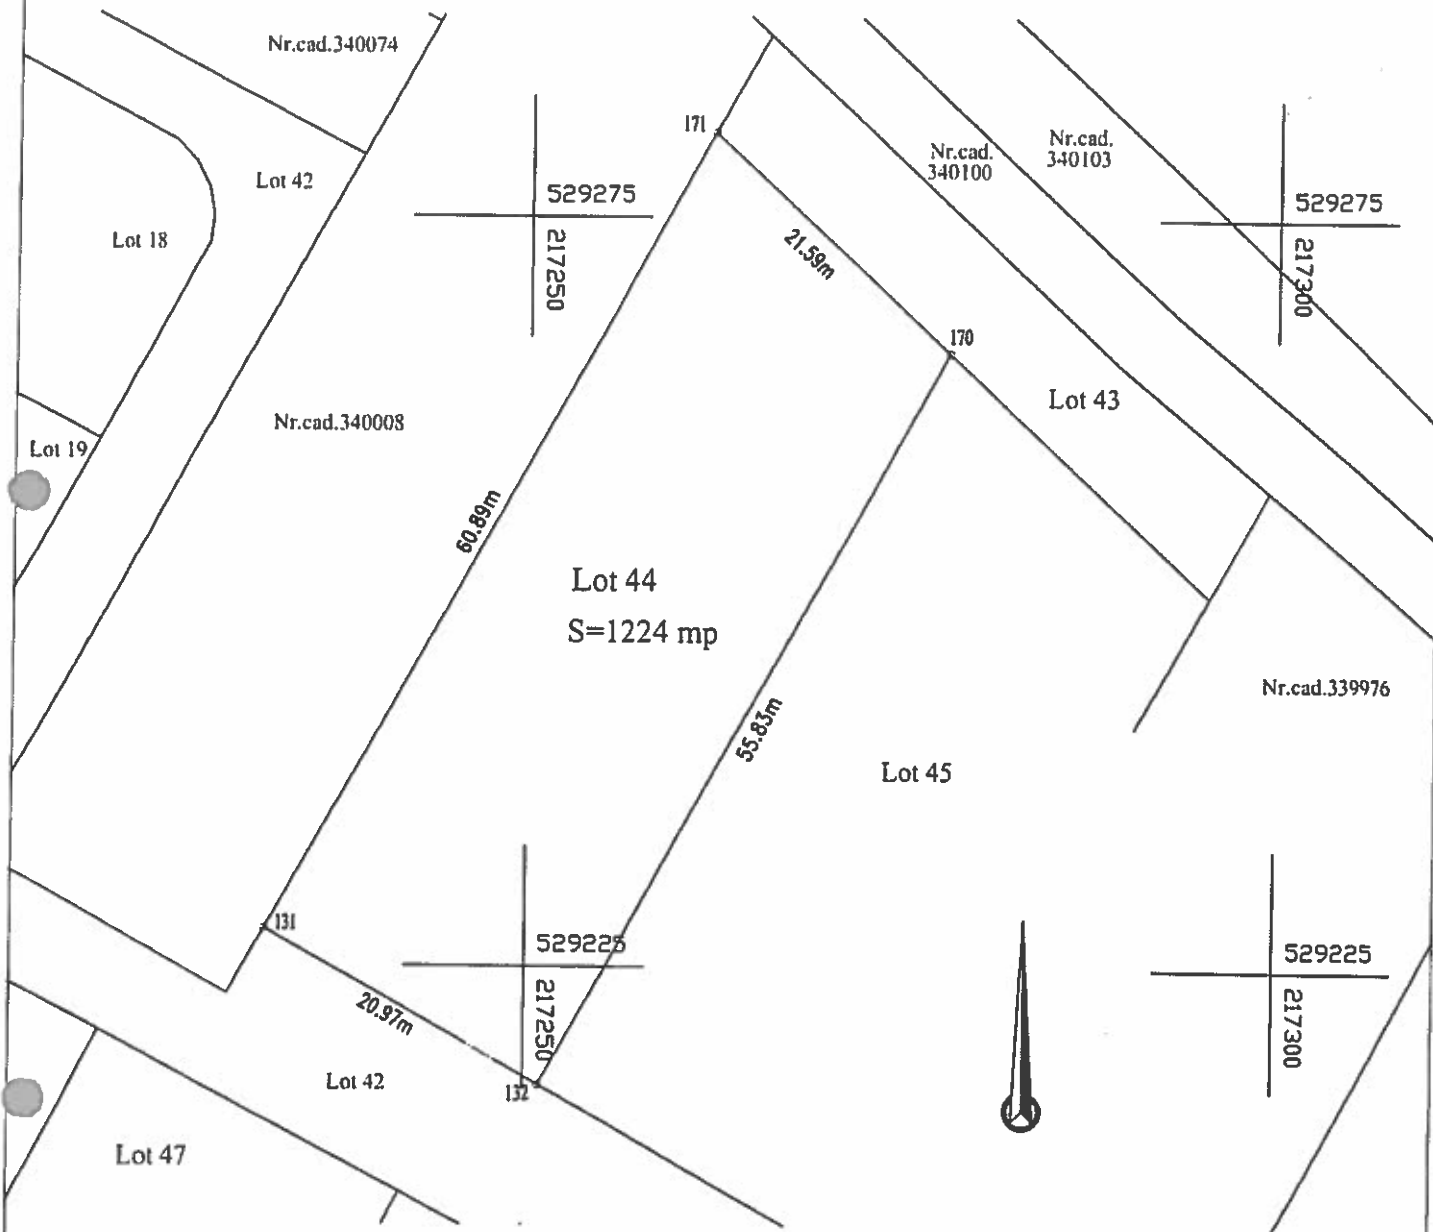 Nr.cad.340074
171
Nr.cad.
340100
Nr.cad.
340103
Lot 42
529275
217250
529275
217300
Lot 18
21.59m
170
Lot 43
Nr.cad.340008
Lot 19
60.89m
Lot 44
S=1224 mp
Nr.cad.339976
55.83m
Lot 45
131
529225
217250
529225
217300
20.97m
Lot 42
132
Lot 47